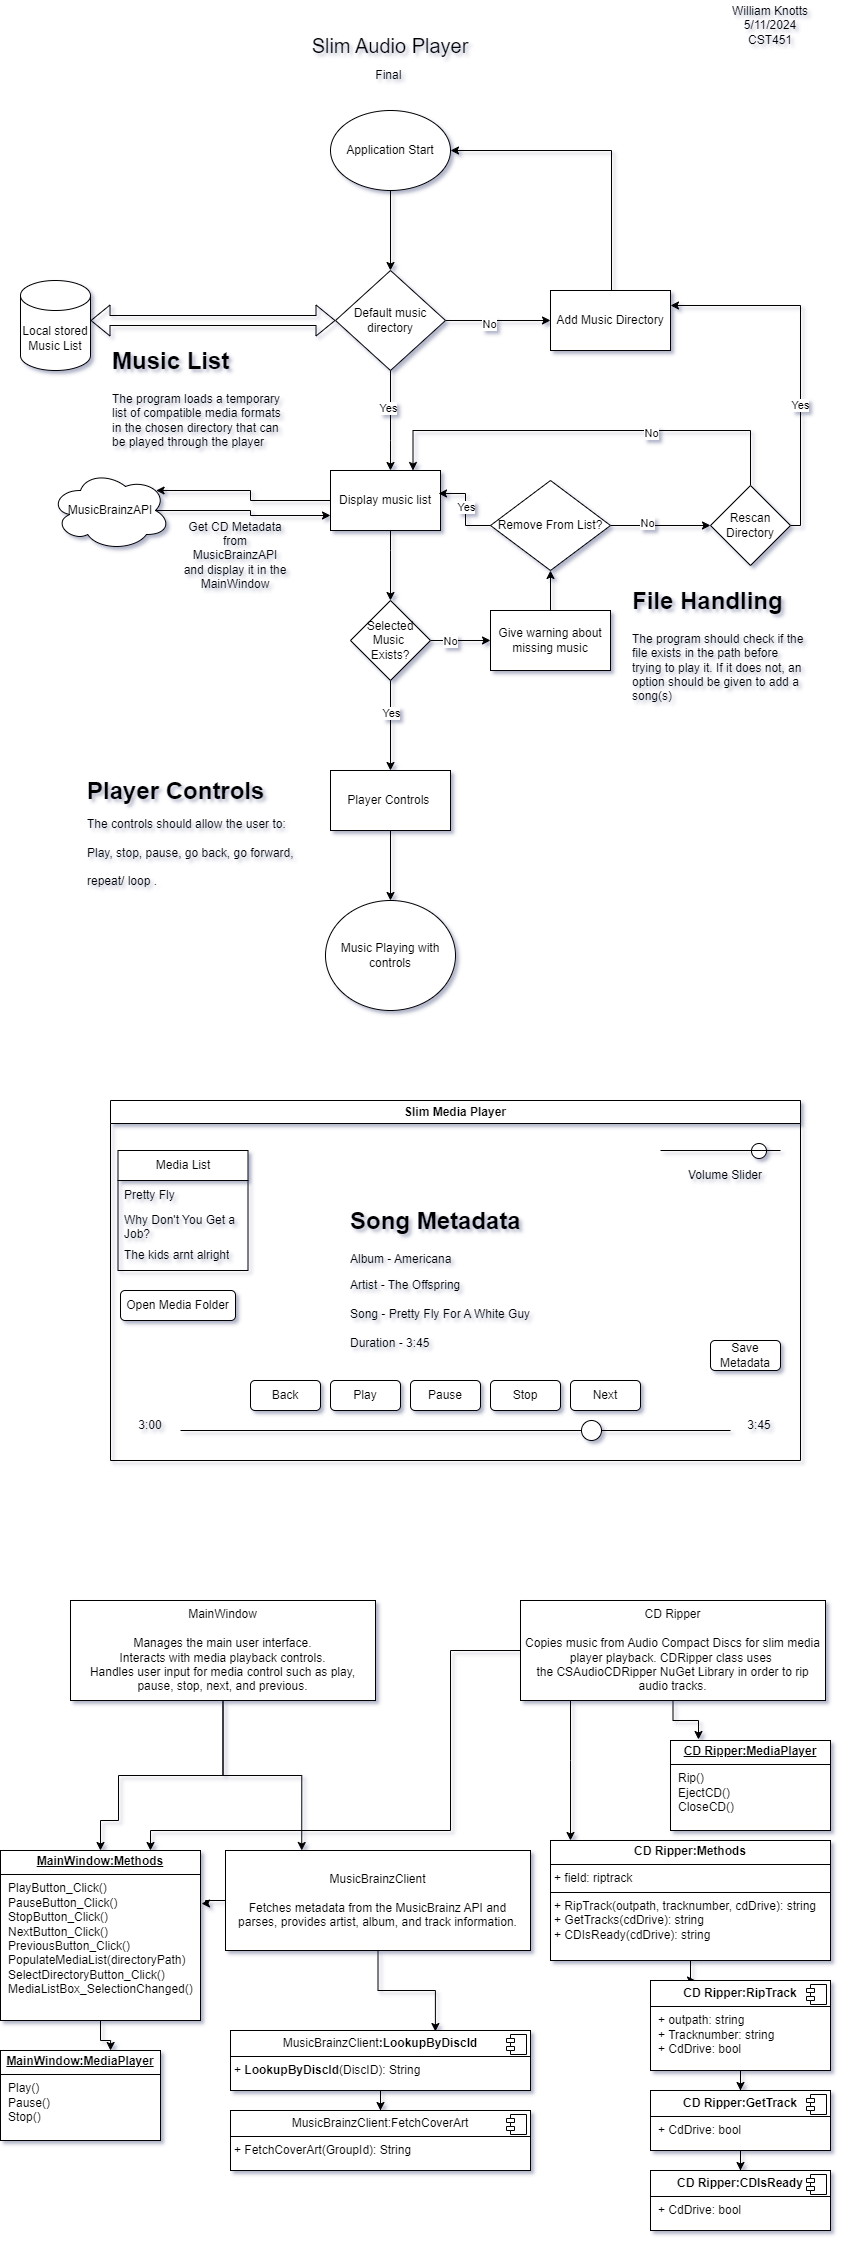 William Knotts
5/11/2024
CST451
Slim Audio Player
Final
Application Start
Local stored
Music List
Default music
directory
No
Add Music Directory
Music List
The program loads a temporary
list of compatible media formats
in the chosen directory that can
be played through the player
Yes
Yes
No
MusicBrainzAPI
Display music list
Yes
Remove From List?
No
Rescan
Directory
Get CD Metadata
from
MusicBrainzAPI
and display it in the
MainWindow
File Handling
The program should check if the
file exists in the path before
trying to play it. If it does not, an
option should be given to add a
song(s)
Selected
Music
Exists?
No
Give warning about
missing music
Yes
Player Controls
The controls should allow the user to:
Play, stop, pause, go back, go forward,
repeat/ loop .
Player Controls
Music Playing with
controls
Slim Media Player
Media List
Pretty Fly
Why Don't You Get a
Job?
The kids arnt alright
Open Media Folder
Volume Slider
Song Metadata
Album - Americana
Artist - The Offspring
Song - Pretty Fly For A White Guy
Duration - 3:45
Save
Metadata
Back
Play
Pause
Stop
Next
3:00
3:45
MainWindow
Manages the main user interface.
Interacts with media playback controls.
Handles user input for media control such as play,
pause, stop, next, and previous.
CD Ripper
Copies music from Audio Compact Discs for slim media
player playback. CDRipper class uses
the CSAudioCDRipper NuGet Library in order to rip
audio tracks.
CD Ripper:MediaPlayer
Rip()
EjectCD()
CloseCD()
MainWindow:Methods
PlayButton_Click()
PauseButton_Click()
StopButton_Click()
NextButton_Click()
PreviousButton_Click()
PopulateMediaList(directoryPath)
SelectDirectoryButton_Click()
MediaListBox_SelectionChanged()
MusicBrainzClient
Fetches metadata from the MusicBrainz API and
parses, provides artist, album, and track information.
CD Ripper:Methods
+ field: riptrack
+ RipTrack(outpath, tracknumber, cdDrive): string
+ GetTracks(cdDrive): string
+ CDIsReady(cdDrive): string
MainWindow:MediaPlayer
Play()
Pause()
Stop()
MusicBrainzClient:LookupByDiscId
+ LookupByDiscId(DiscID): String
MusicBrainzClient:FetchCoverArt
+ FetchCoverArt(GroupId): String
CD Ripper:RipTrack
+ outpath: string
+ Tracknumber: string
+ CdDrive: bool
CD Ripper:GetTrack
+ CdDrive: bool
CD Ripper:CDIsReady
+ CdDrive: bool